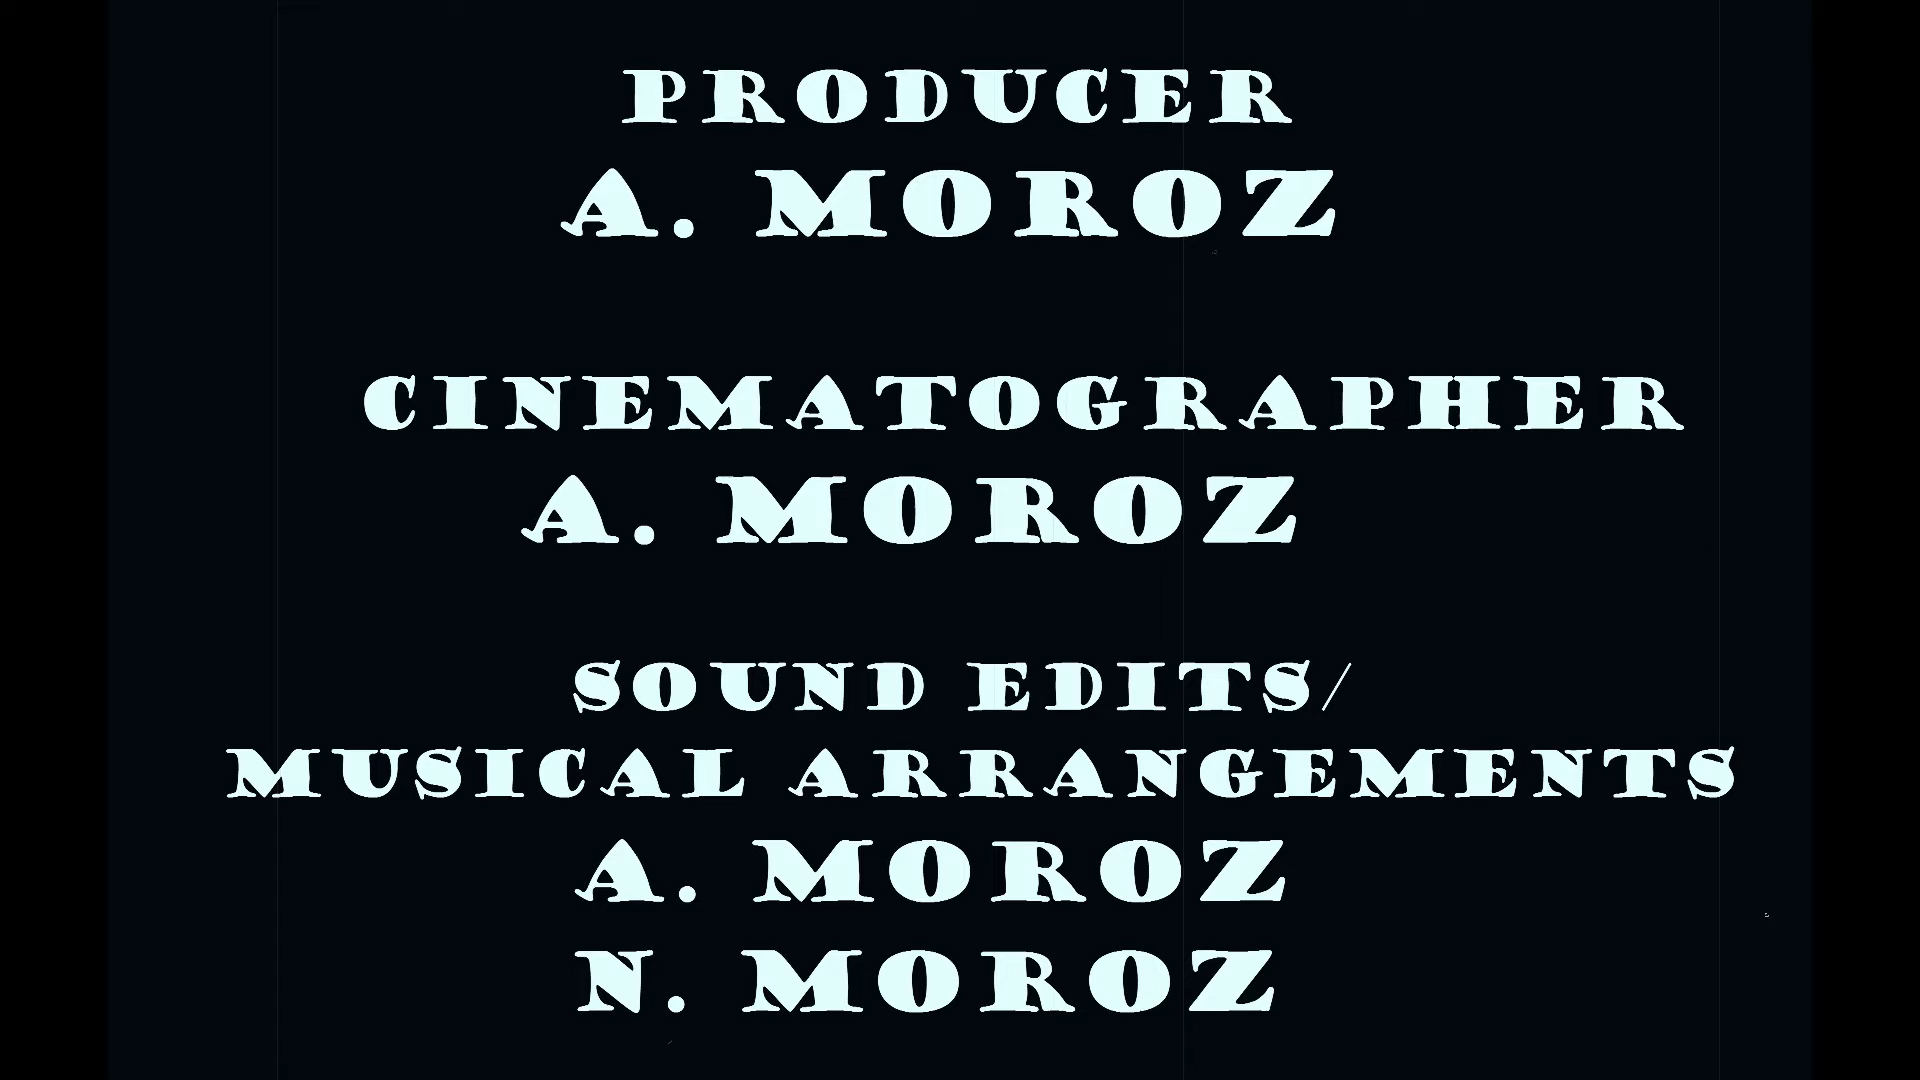 PRODUCER
A. MOROZ
CINEMATOGRAPHER
A. MOROZ
SOUND EDITS/
MUSICAL ARRANGEMENTS
A. MOROZ
N. MOROZ